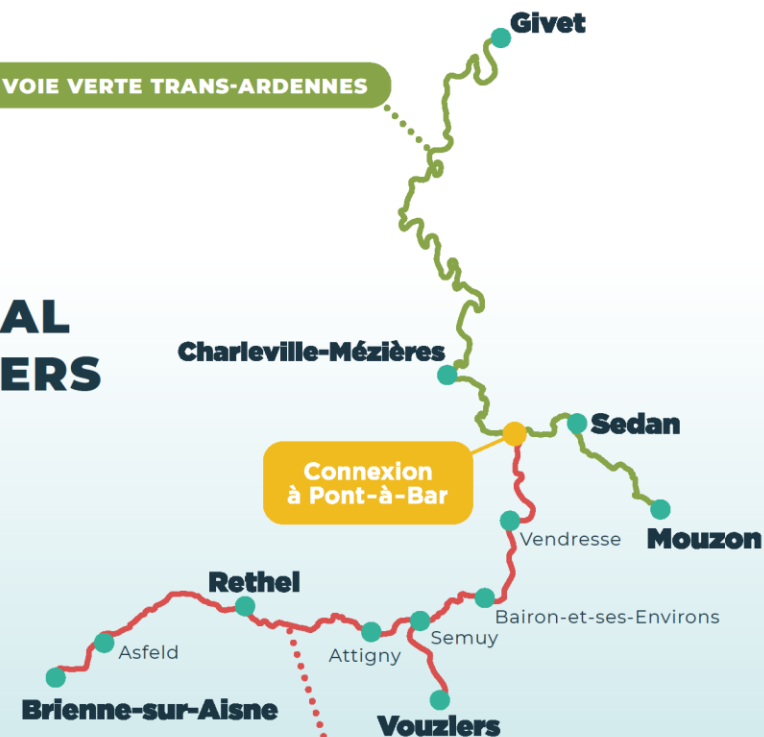 Givet
VOIE VERTE TRANS-ARDENNES
AL
ERS
Charleville-Mézières
Sedan
Connexion
à Pont-à-Bar
Vendresse
Mouzon
Rethel
Bairon-et-ses-Environs
Semuy
Asfeld
Attigny
Brienne-sur-Aisne
Vouziers